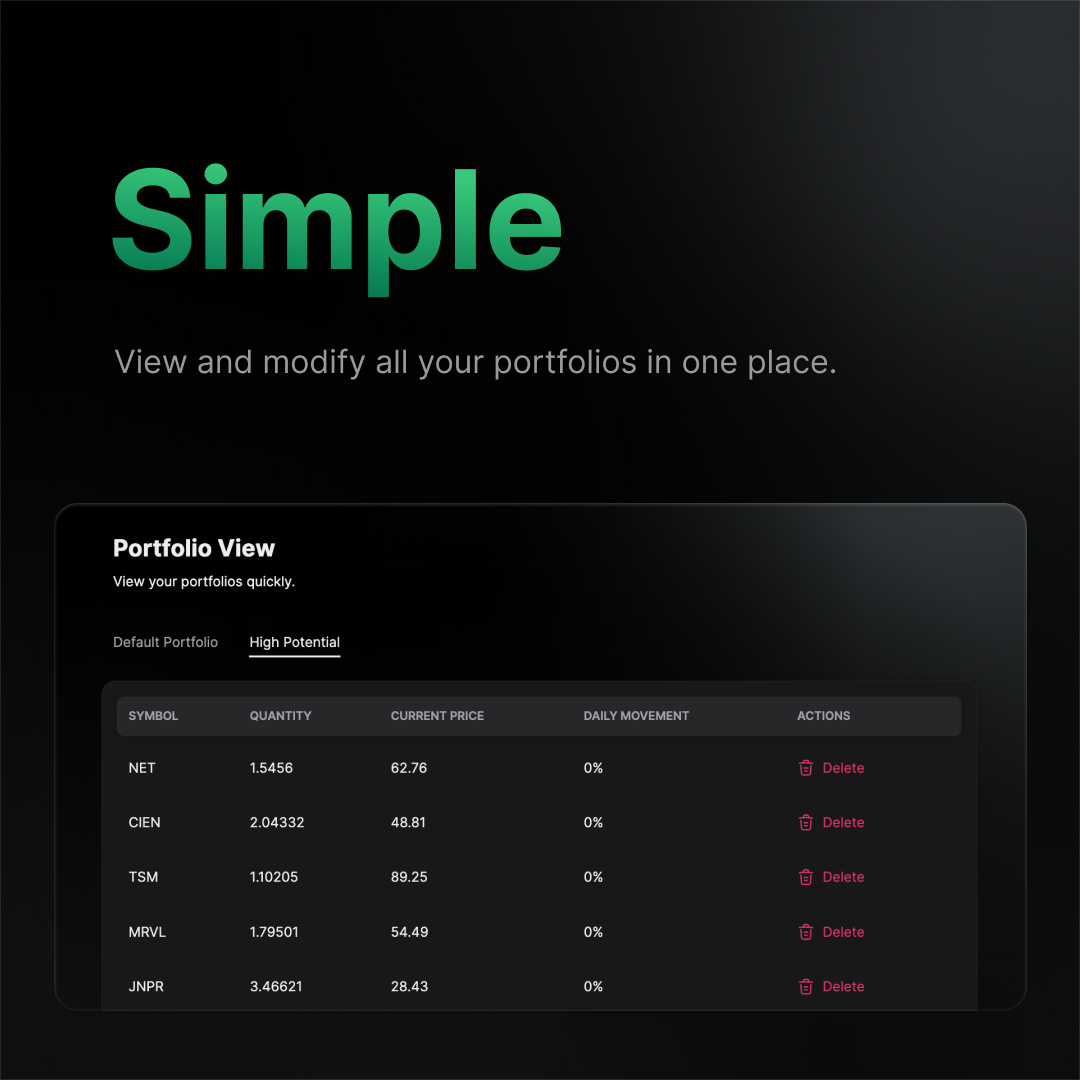 Simple
View and modify all your portfolios in one place.
Portfolio View
View your portfolios quickly.
Default Portfolio High Potential
SYMBOL QUANTITY CURRENT PRICE DAILY MOVEMENT ACTIONS
NET 1.5456 62.76 0% Delete
CIEN 2.04332 48.81 0% Delete
TSM 1.10205 89.25 0% Delete
MRVL 1.79501 54.49 0% Delete
JNPR 3.46621 28.43 0% Delete